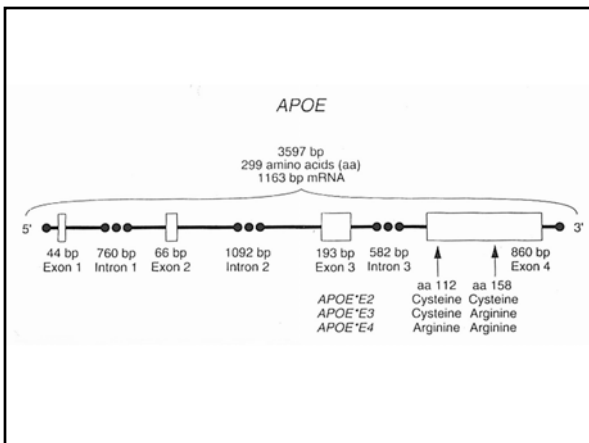 APOE
3597 bp
299 amino acids (aa)
1163 bp mRNA
5' 3'
44 bp 760 bp 66 bp 1092 bp 193 bp 582 bp 860 bp
Exon 1 Intron 1 Exon 2 Intron 2 Exon 3 Intron 3 Exon 4
aa 112 aa 158
APOE*E2 Cysteine Cysteine
APOE*E3 Cysteine Arginine
APOE*E4 Arginine Arginine